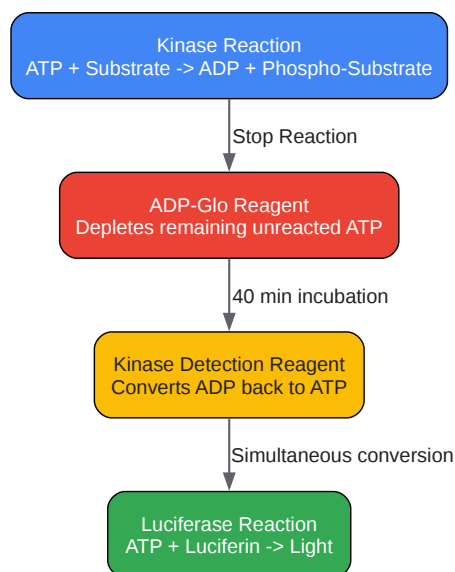 Kinase Reaction
ATP + Substrate -> ADP + Phospho-Substrate
Stop Reaction
ADP-Glo Reagent
Depletes remaining unreacted ATP
40 min incubation
Kinase Detection Reagent
Converts ADP back to ATP
Simultaneous conversion
Luciferase Reaction
ATP + Luciferin -> Light